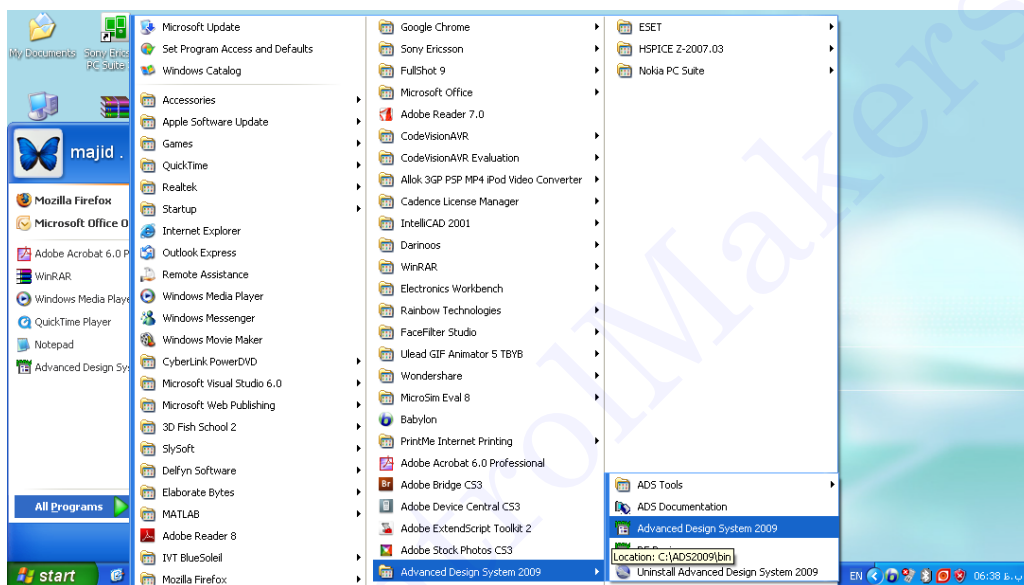 My Documents
Sony Erics
PC Suite
majid .
Mozilla Firefox
Microsoft Office O
Adobe Acrobat 6.0 P
WinRAR
Windows Media Playe
QuickTime Player
Notepad
Advanced Design Sys
All Programs
start
Microsoft Update
Set Program Access and Defaults
Windows Catalog
Accessories
Apple Software Update
Games
QuickTime
Realtek
Startup
Internet Explorer
Outlook Express
Remote Assistance
Windows Media Player
Windows Messenger
Windows Movie Maker
CyberLink PowerDVD
Microsoft Visual Studio 6.0
Microsoft Web Publishing
3D Fish School 2
SlySoft
Delfyn Software
Elaborate Bytes
MATLAB
Adobe Reader 8
IVT BlueSoleil
Mozilla Firefox
Google Chrome
Sony Ericsson
FullShot 9
Microsoft Office
Adobe Reader 7.0
CodeVisionAVR
CodeVisionAVR Evaluation
Allok 3GP PSP MP4 iPod Video Converter
Cadence License Manager
IntelliCAD 2001
Darinoos
WinRAR
Electronics Workbench
Rainbow Technologies
FaceFilter Studio
Ulead GIF Animator 5 TBYB
Wondershare
MicroSim Eval 8
Babylon
PrintMe Internet Printing
Adobe Acrobat 6.0 Professional
Adobe Bridge CS3
Adobe Device Central CS3
Adobe ExtendScript Toolkit 2
Adobe Stock Photos CS3
Advanced Design System 2009
ESET
HSPICE Z-2007.03
Nokia PC Suite
ADS Tools
ADS Documentation
Advanced Design System 2009
Location: C:\ADS2009\bin
Uninstall Advanced Design System 2009
EN
06:38 ب.ظ
rolMakers